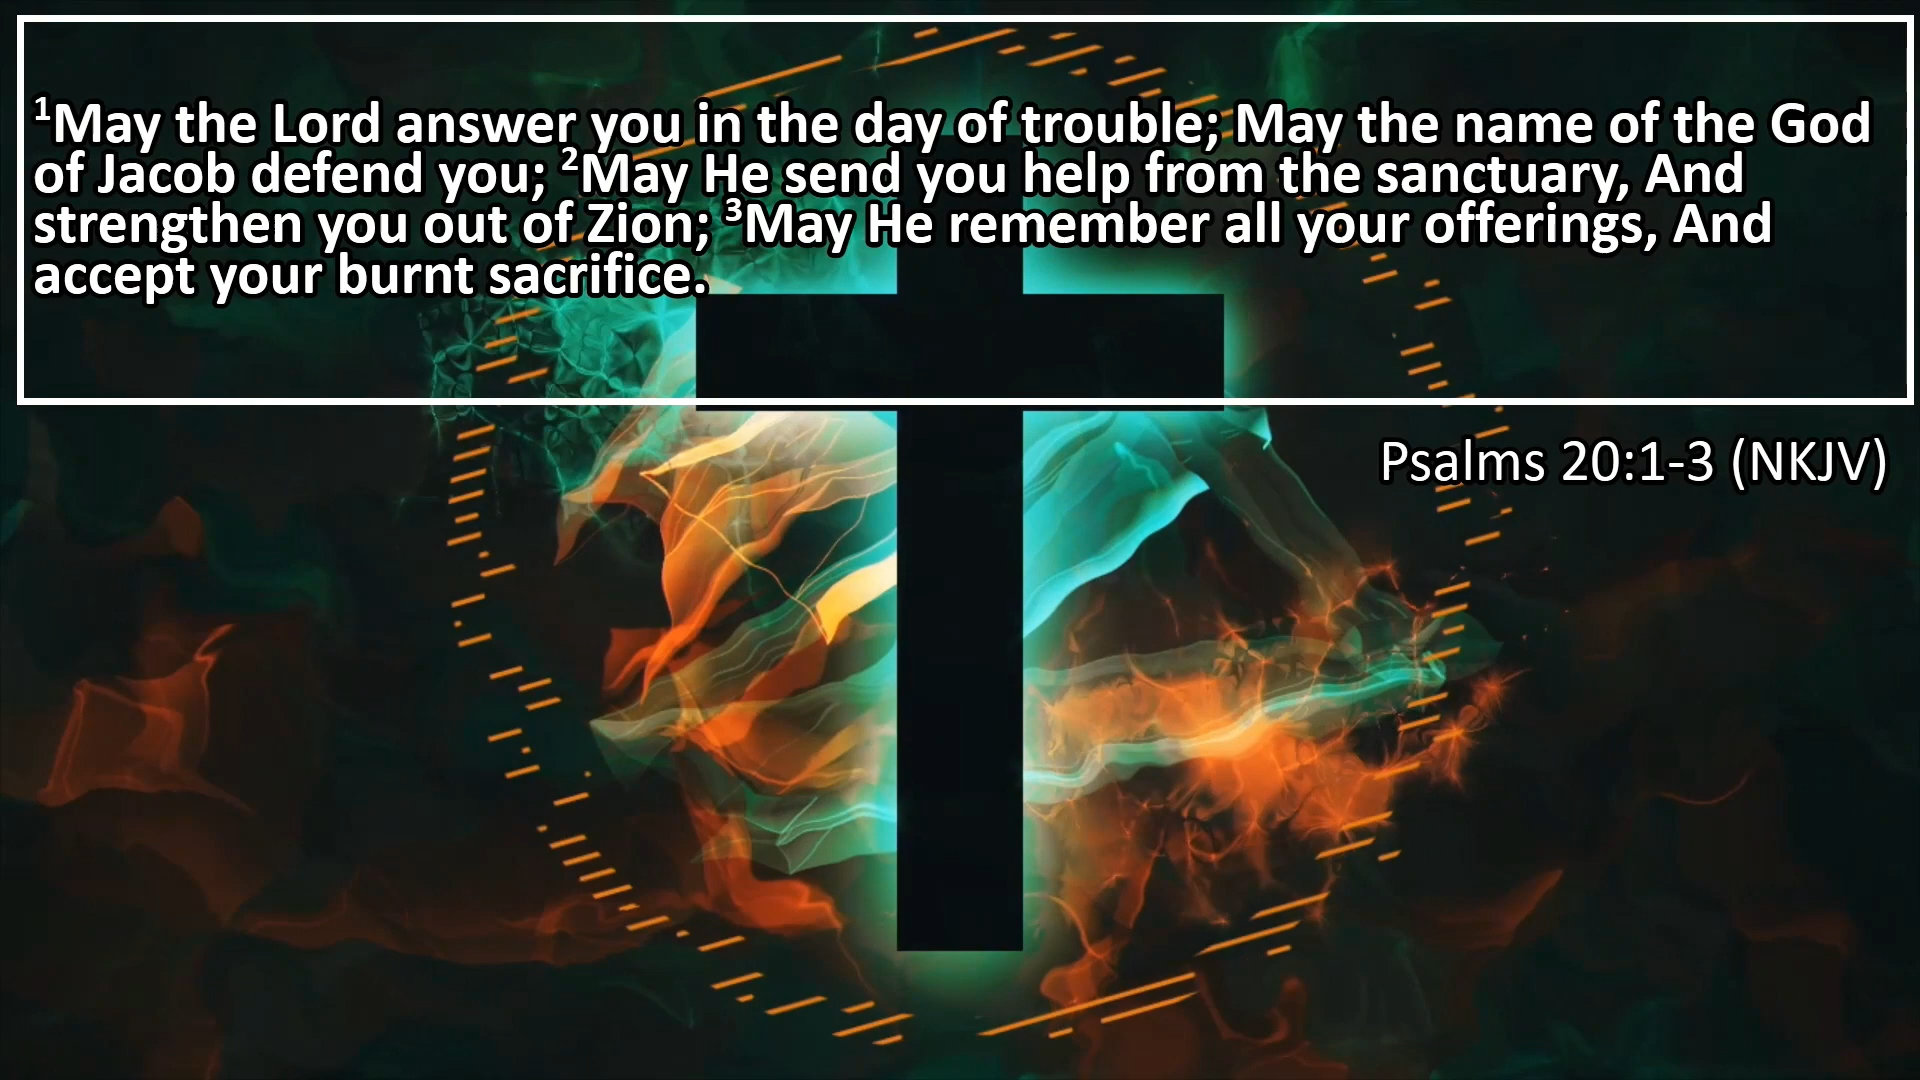 ¹May the Lord answer you in the day of trouble; May the name of the God
of Jacob defend you; ²May He send you help from the sanctuary, And
strengthen you out of Zion; ³May He remember all your offerings, And
accept your burnt sacrifice.
Psalms 20:1-3 (NKJV)